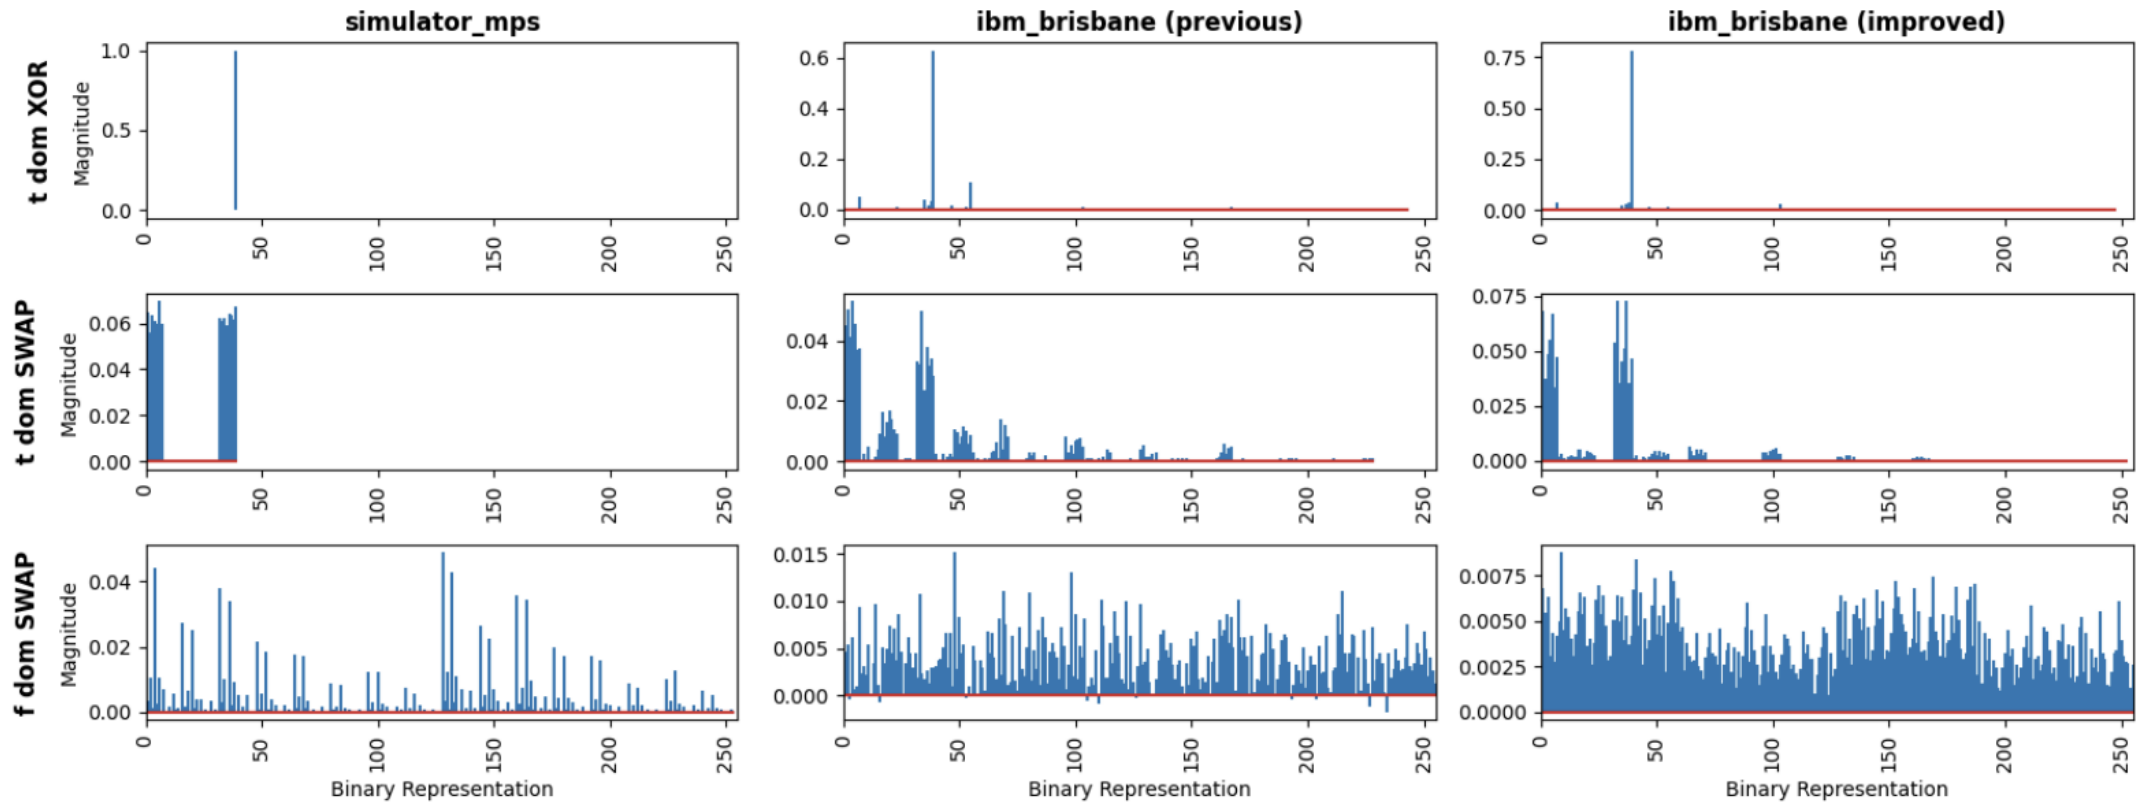 simulator_mps
ibm_brisbane (previous)
ibm_brisbane (improved)
t dom XOR
Magnitude
1.0
0.5
0.0
0 50 100 150 200 250
0.6
0.4
0.2
0.0
0 50 100 150 200 250
0.75
0.50
0.25
0.00
0 50 100 150 200 250
t dom SWAP
Magnitude
0.06
0.04
0.02
0.00
0 50 100 150 200 250
0.04
0.02
0.00
0 50 100 150 200 250
0.075
0.050
0.025
0.000
0 50 100 150 200 250
f dom SWAP
Magnitude
0.04
0.02
0.00
0 50 100 150 200 250
Binary Representation
0.015
0.010
0.005
0.000
0 50 100 150 200 250
Binary Representation
0.0075
0.0050
0.0025
0.0000
0 50 100 150 200 250
Binary Representation